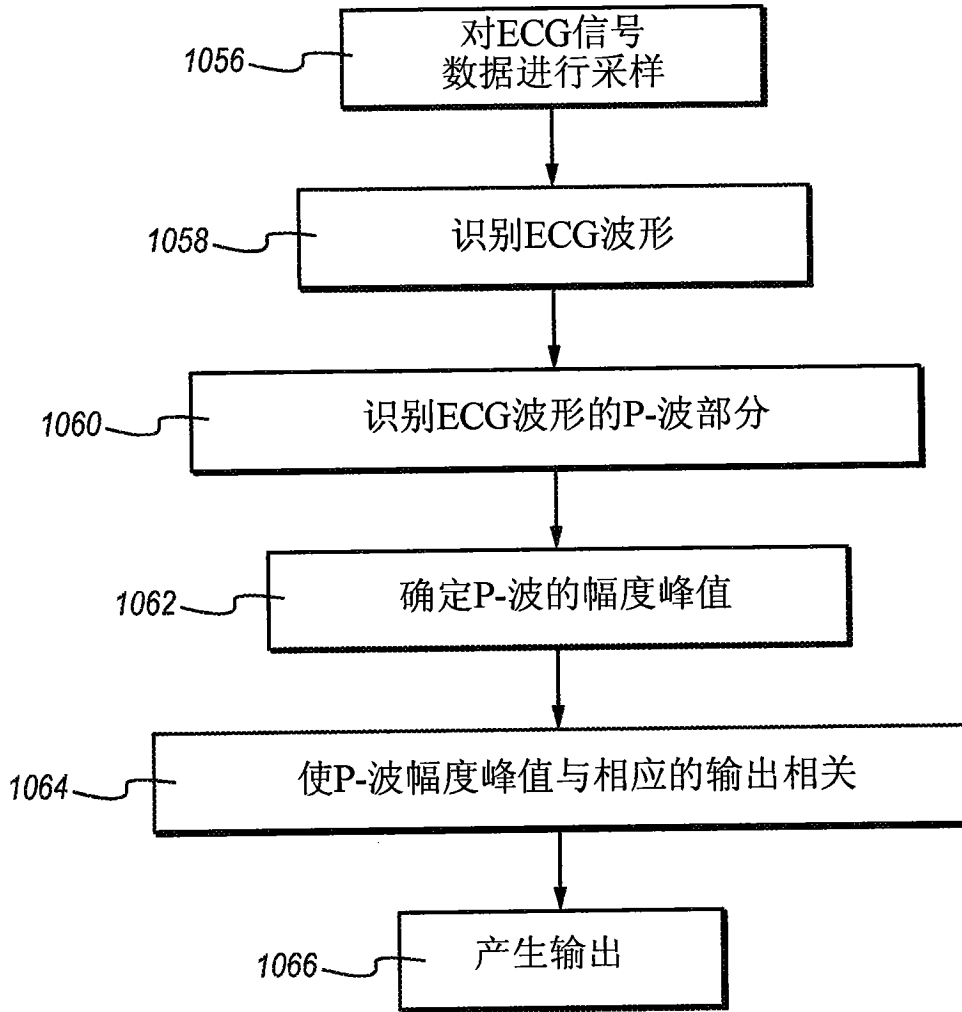 1056
对ECG信号
数据进行采样
1058
识别ECG波形
1060
识别ECG波形的P-波部分
1062
确定P-波的幅度峰值
1064
使P-波幅度峰值与相应的输出相关
1066
产生输出